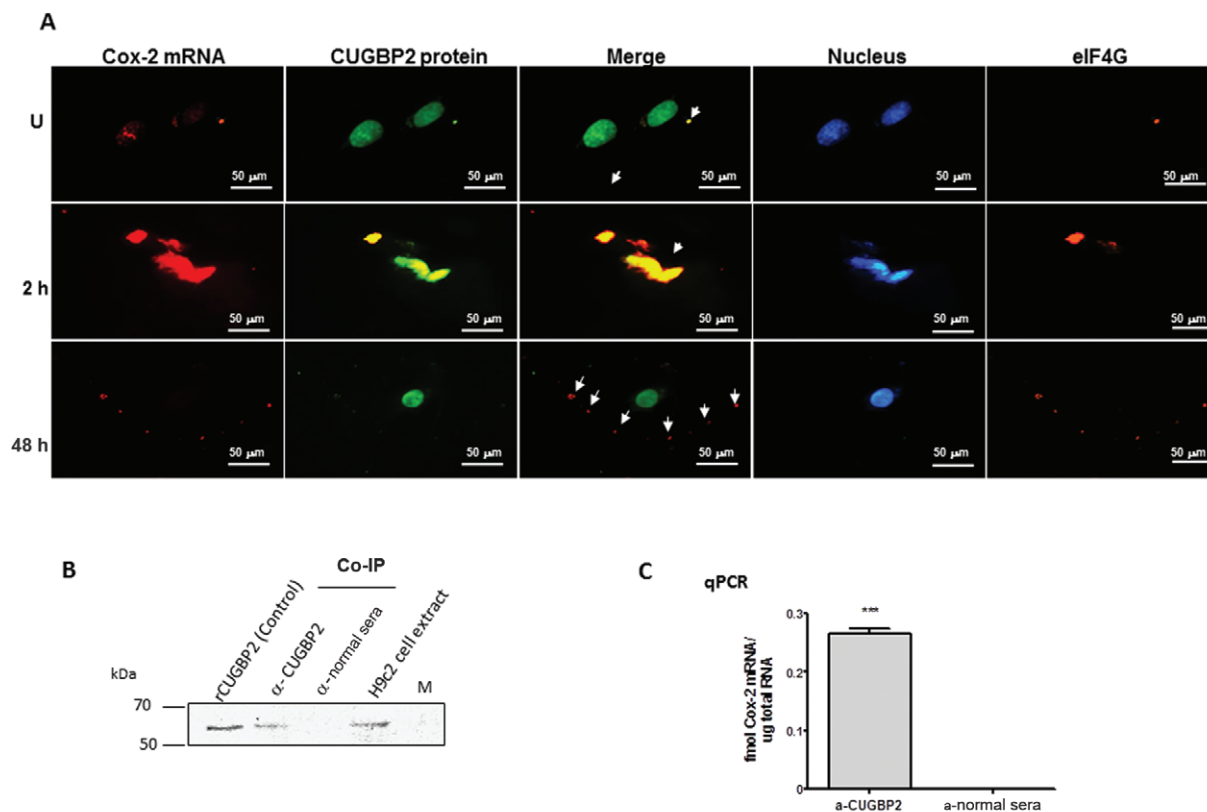 A
Cox-2 mRNA CUGBP2 protein Merge Nucleus eIF4G
U
50 μm 50 μm 50 μm 50 μm 50 μm
2 h
50 μm 50 μm 50 μm 50 μm 50 μm
48 h
50 μm 50 μm 50 μm 50 μm 50 μm
B
Co-IP
kDa rCUGBP2 (Control) α-CUGBP2 α-normal sera H9c2 cell extract M
70
50
C
qPCR
fmol Cox-2 mRNA/
ug total RNA
0.3
0.2
0.1
0
***
a-CUGBP2 a-normal sera